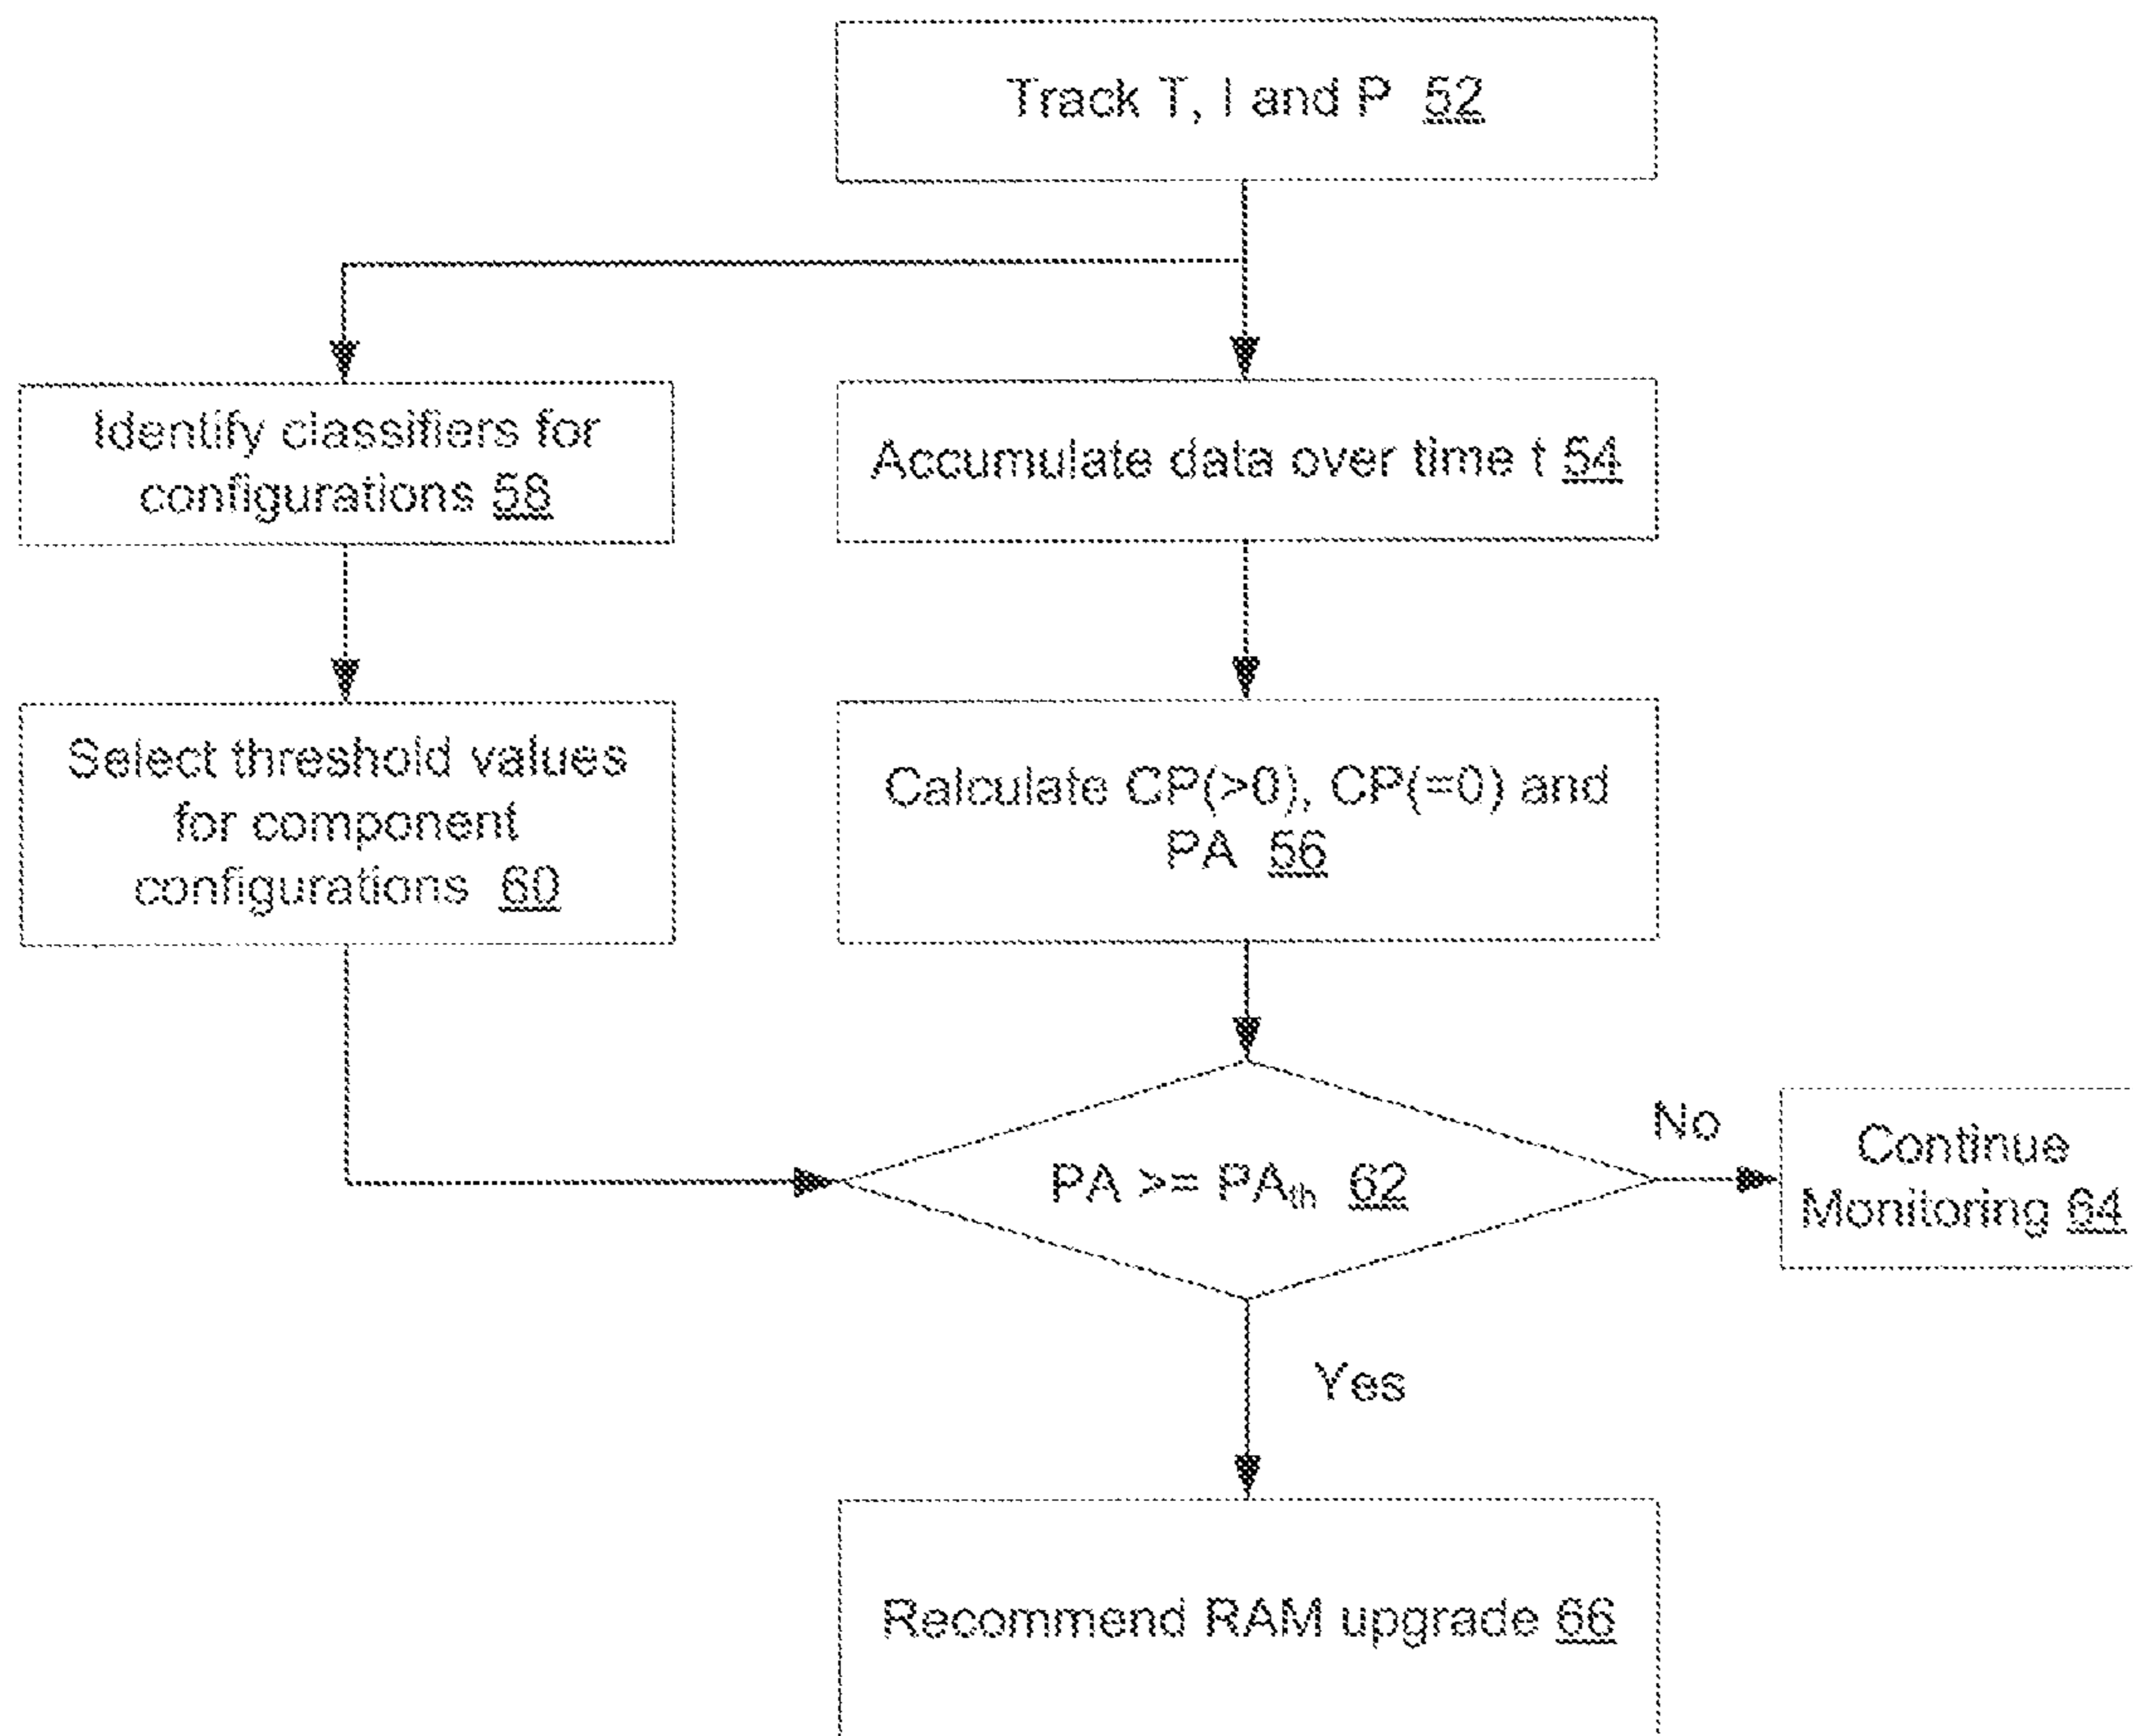 Track T, I and P 52
Identify classifiers for
configurations 58
Accumulate data over time t 54
Select threshold values
for component
configurations 60
Calculate CP(>0), CP(=0) and
PA 56
PA >= PAth 62
No
Continue
Monitoring 64
Yes
Recommend RAM upgrade 66